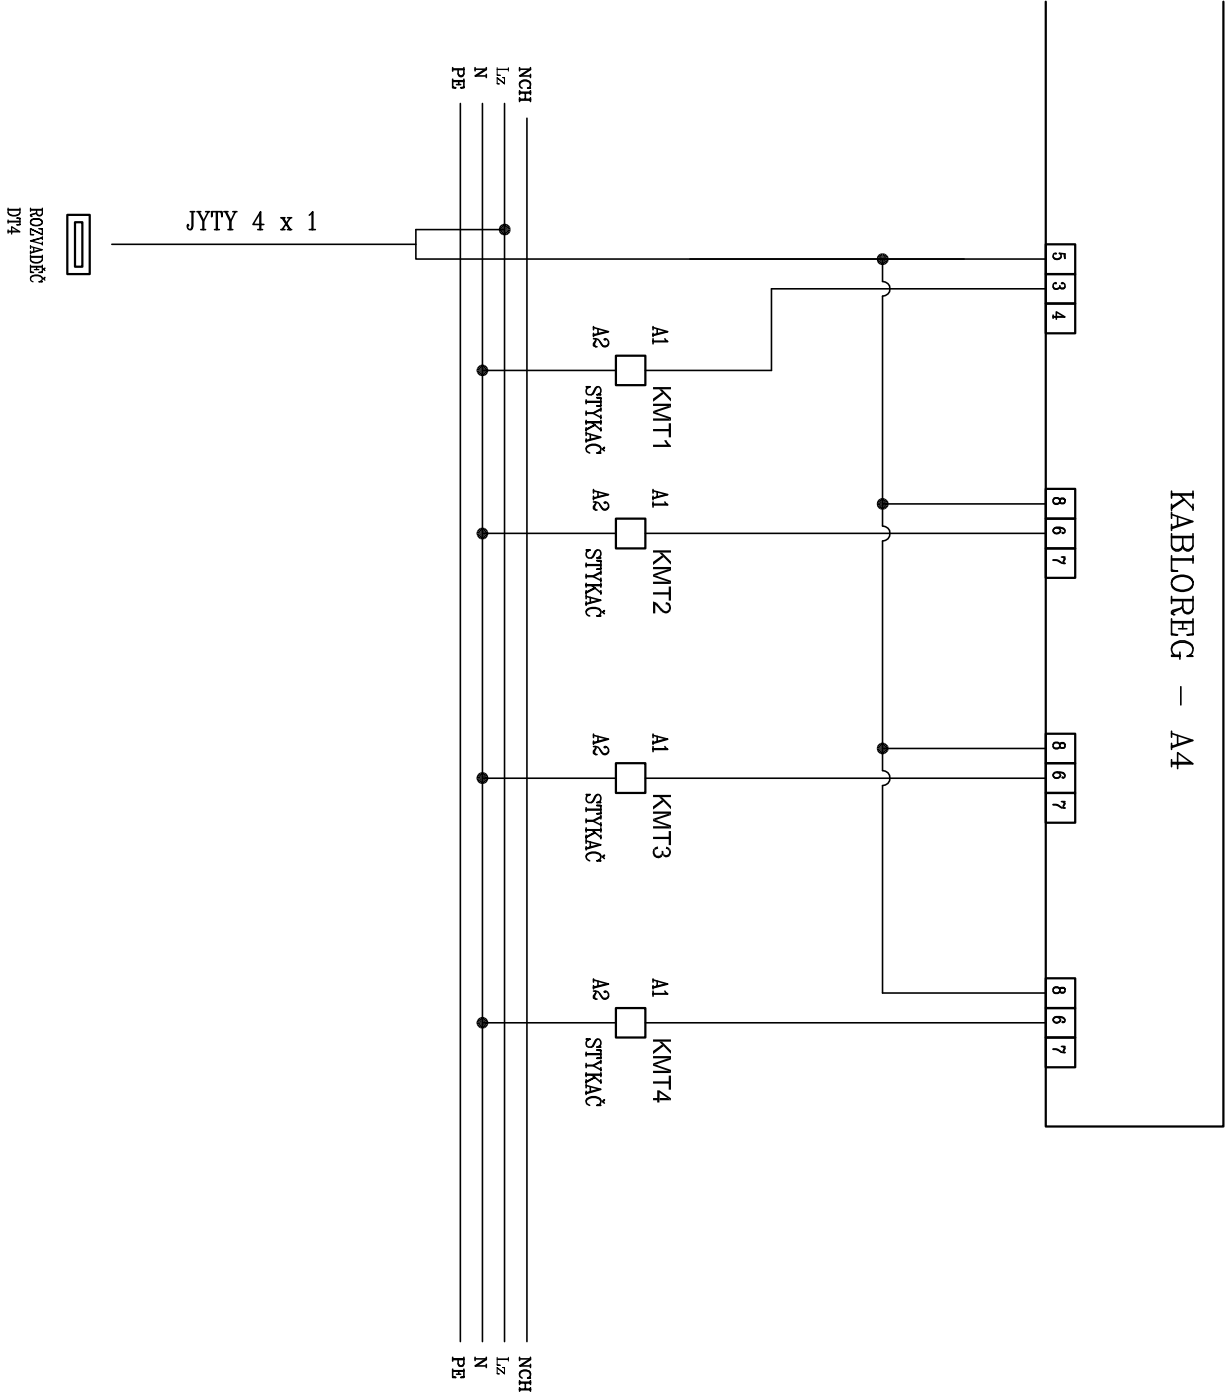 KABLOREG - A4
5 3 4
8 6 7
8 6 7
8 6 7
A1
KMT1
A2
STYKAČ
A1
KMT2
A2
STYKAČ
A1
KMT3
A2
STYKAČ
A1
KMT4
A2
STYKAČ
NCH
NCH
Lz
Lz
N
N
PE
PE
JYTY 4 x 1
ROZVADĚČ
DT4